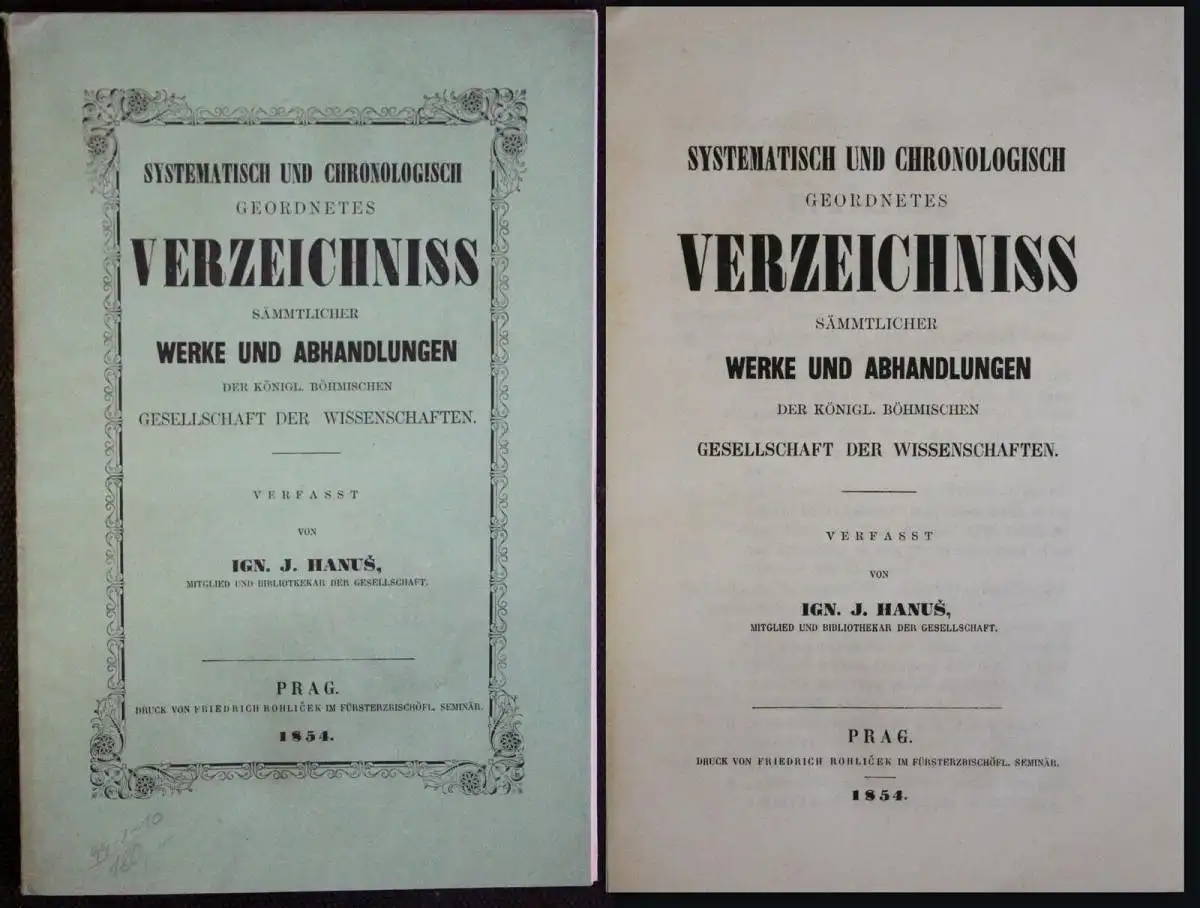 SYSTEMATISCH UND CHRONOLOGISCH
GEORDNETES
VERZEICHNISS
SÄMMTLICHER
WERKE UND ABHANDLUNGEN
DER KÖNIGL. BÖHMISCHEN
GESELLSCHAFT DER WISSENSCHAFTEN.
VERFASST
VON
IGN. J. HANUŠ,
MITGLIED UND BIBLIOTHEKAR DER GESELLSCHAFT.
PRAG.
DRUCK VON FRIEDRICH ROHLIČEK IM FÜRSTERZBISCHÖFL. SEMINÄR.
1854.
SYSTEMATISCH UND CHRONOLOGISCH
GEORDNETES
VERZEICHNISS
SÄMMTLICHER
WERKE UND ABHANDLUNGEN
DER KÖNIGL. BÖHMISCHEN
GESELLSCHAFT DER WISSENSCHAFTEN.
VERFASST
VON
IGN. J. HANUŠ,
MITGLIED UND BIBLIOTHEKAR DER GESELLSCHAFT.
PRAG.
DRUCK VON FRIEDRICH ROHLIČEK IM FÜRSTERZBISCHÖFL. SEMINÄR.
1854.